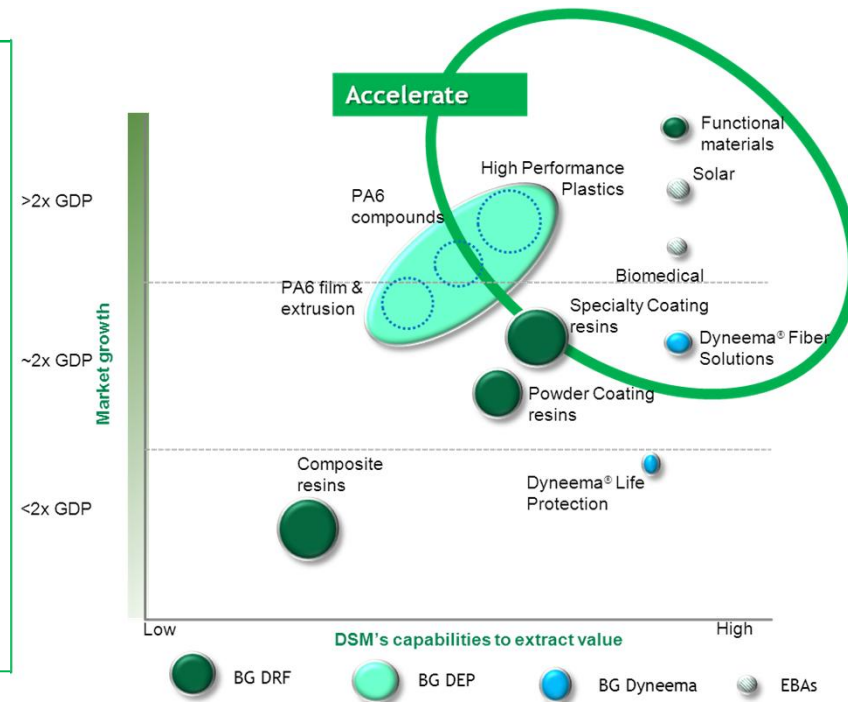 Accelerate
Functional
materials
High Performance
Plastics
Solar
PA6
compounds
>2x GDP
Biomedical
PA6 film &
extrusion
Specialty Coating
resins
Dyneema® Fiber
Solutions
~2x GDP
Market growth
Powder Coating
resins
Composite
resins
Dyneema® Life
Protection
<2x GDP
Low
DSM's capabilities to extract value
High
BG DRF
BG DEP
BG Dyneema
EBAs